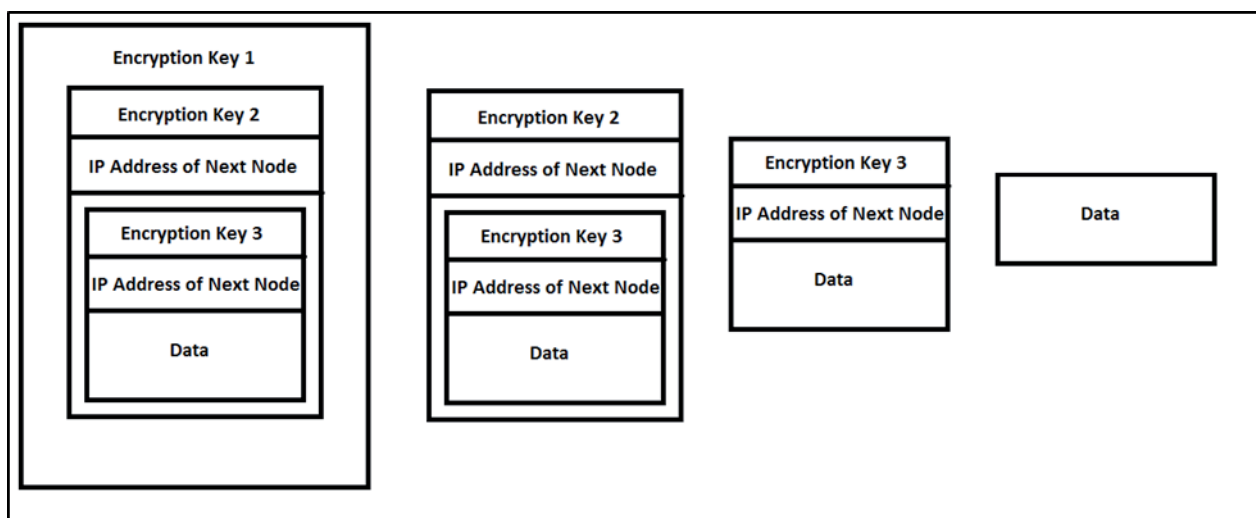 Encryption Key 1
Encryption Key 2
IP Address of Next Node
Encryption Key 3
IP Address of Next Node
Data
Encryption Key 2
IP Address of Next Node
Encryption Key 3
IP Address of Next Node
Data
Encryption Key 3
IP Address of Next Node
Data
Data